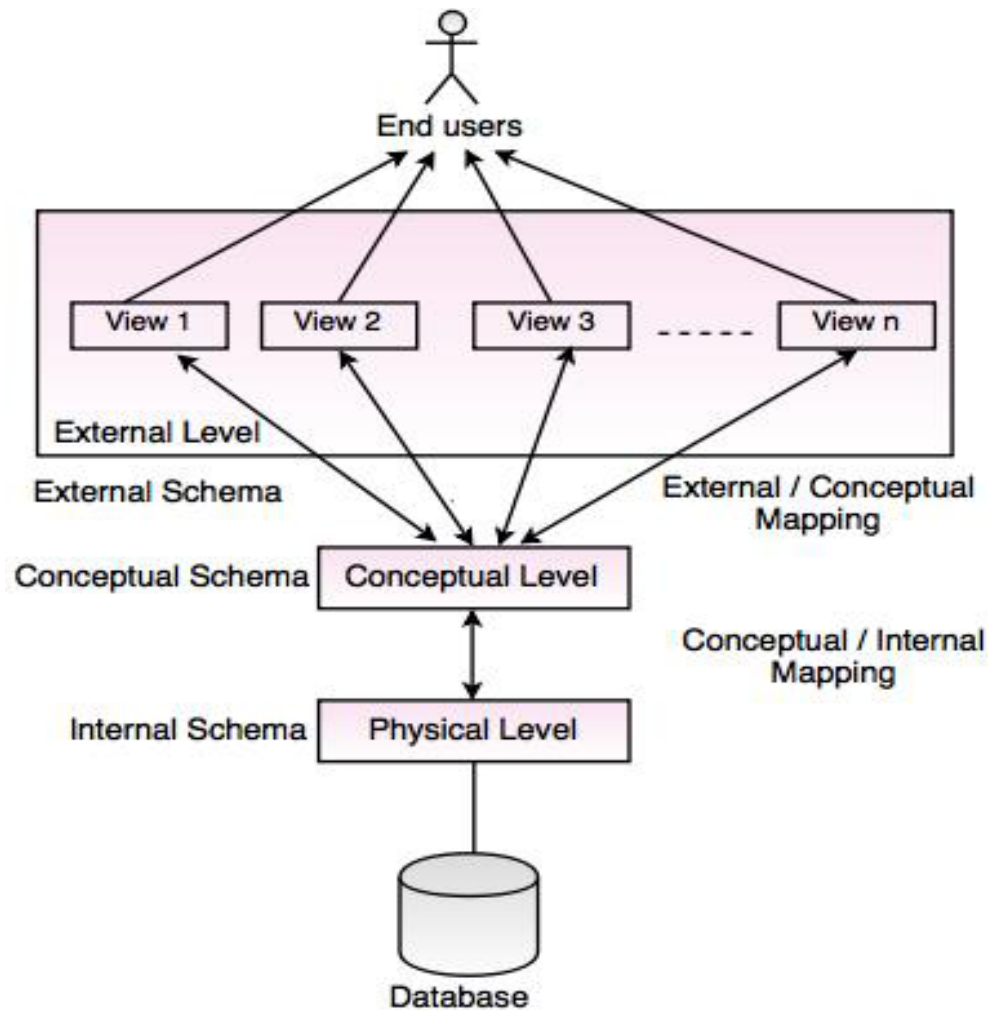 End users
View 1
View 2
View 3
View n
External Level
External Schema
External / Conceptual
Mapping
Conceptual Schema
Conceptual Level
Conceptual / Internal
Mapping
Internal Schema
Physical Level
Database